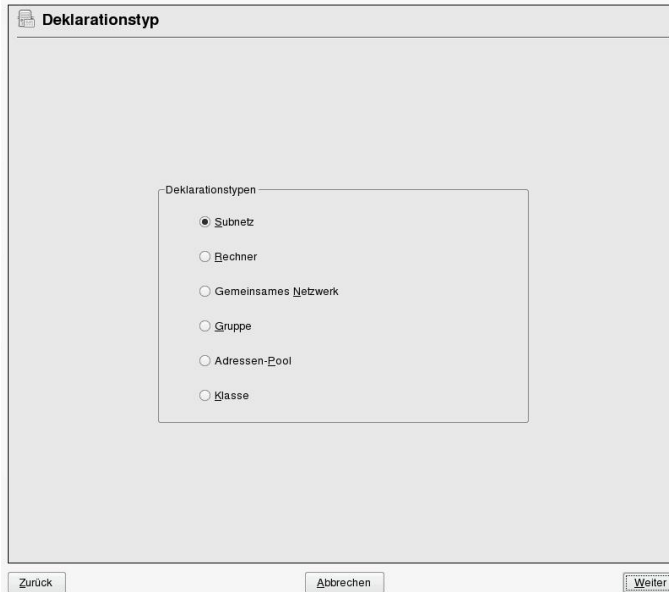 Deklarationstyp
Deklarationstypen
Subnetz
Rechner
Gemeinsames Netzwerk
Gruppe
Adressen-Pool
Klasse
Zurück
Abbrechen
Weiter